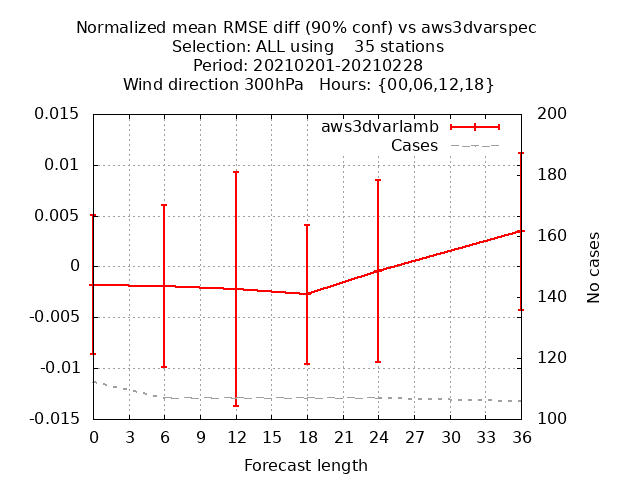 Normalized mean RMSE diff (90% conf) vs aws3dvarspec
Selection: ALL using    35 stations
Period: 20210201-20210228
Wind direction 300hPa   Hours: {00,06,12,18}
aws3dvarlamb
Cases
0.015
0.01
0.005
0
-0.005
-0.01
-0.015
200
180
160
140
120
100
No cases
0 3 6 9 12 15 18 21 24 27 30 33 36
Forecast length